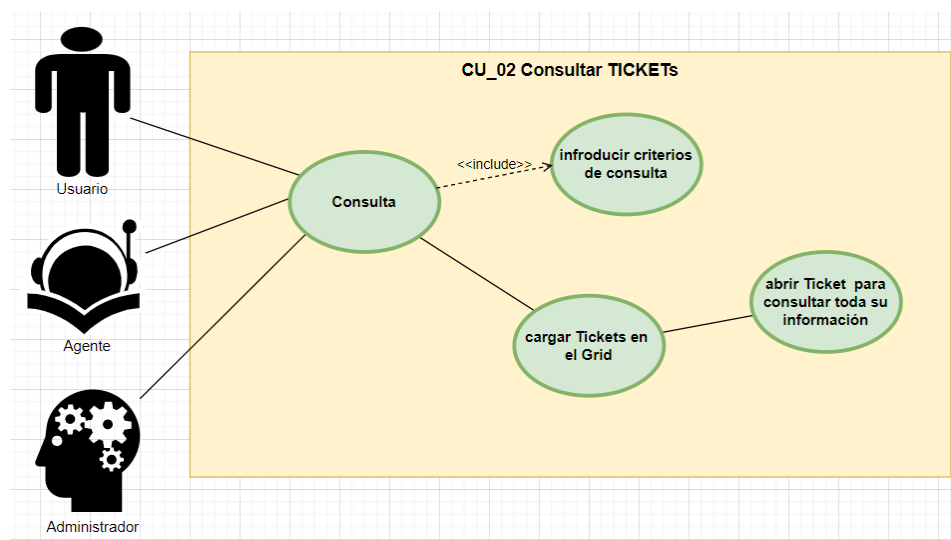 CU_02 Consultar TICKETs
Usuario
<<include>>
infroducir criterios
de consulta
Consulta
abrir Ticket para
consultar toda su
información
cargar Tickets en
el Grid
Agente
Administrador